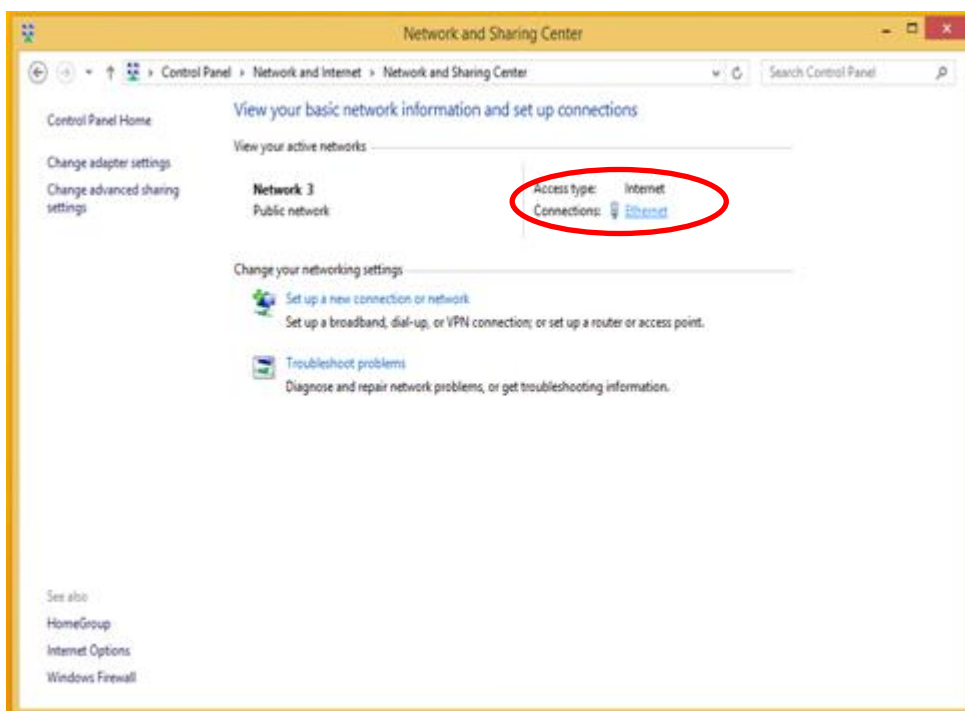 Network and Sharing Center
Control Panel Network and Internet Network and Sharing Center
Search Control Panel
Control Panel Home
Change adapter settings
Change advanced sharing
settings
View your basic network information and set up connections
View your active networks
Network 3
Public network
Access type: Internet
Connections: Ethernet
Change your networking settings
Set up a new connection or network
Set up a broadband, dial-up, or VPN connection; or set up a router or access point.
Troubleshoot problems
Diagnose and repair network problems, or get troubleshooting information.
See also
HomeGroup
Internet Options
Windows Firewall